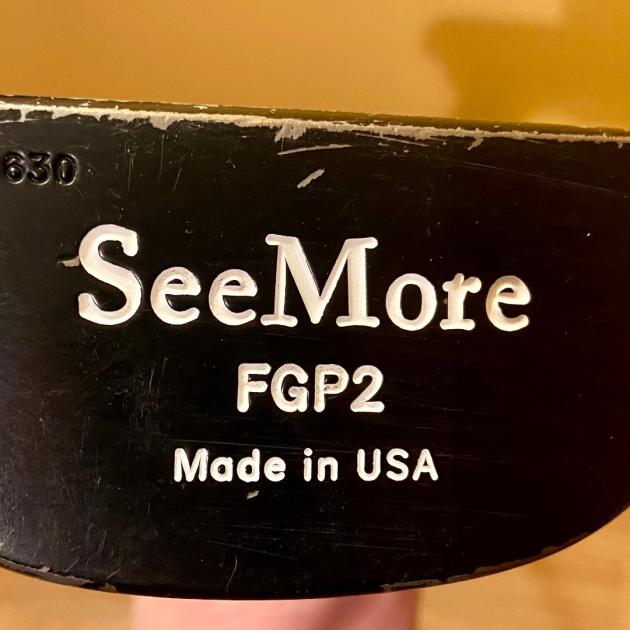 630
SeeMore
FGP2
Made in USA